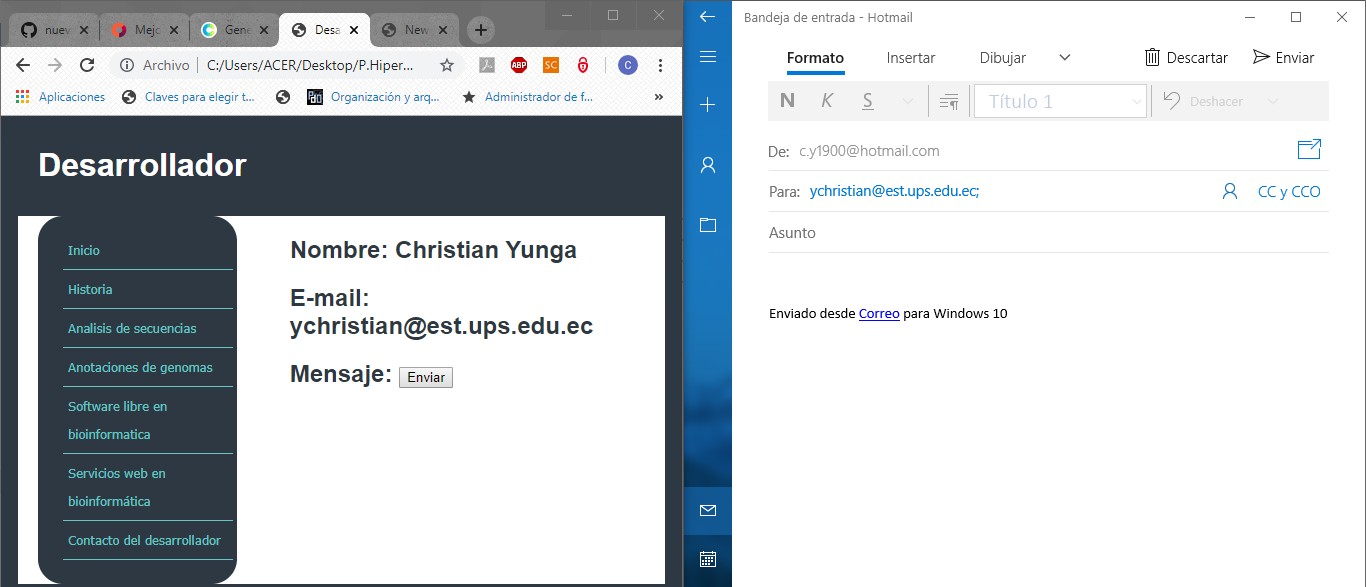 nuev
Mejo
Gene
Desa
New
Archivo
C:/Users/ACER/Desktop/P.Hiper...
ABP
SC
C
Aplicaciones
Claves para elegir t...
Organización y arq...
Administrador de f...
»
Desarrollador
Inicio
Historia
Analisis de secuencias
Anotaciones de genomas
Software libre en
bioinformatica
Servicios web en
bioinformática
Contacto del desarrollador
Nombre: Christian Yunga
E-mail:
ychristian@est.ups.edu.ec
Mensaje: Enviar
Bandeja de entrada - Hotmail
Formato Insertar Dibujar Descartar Enviar
N K S Título 1 Deshacer
De: c.y1900@hotmail.com
Para: ychristian@est.ups.edu.ec; CC y CCO
Asunto
Enviado desde Correo para Windows 10